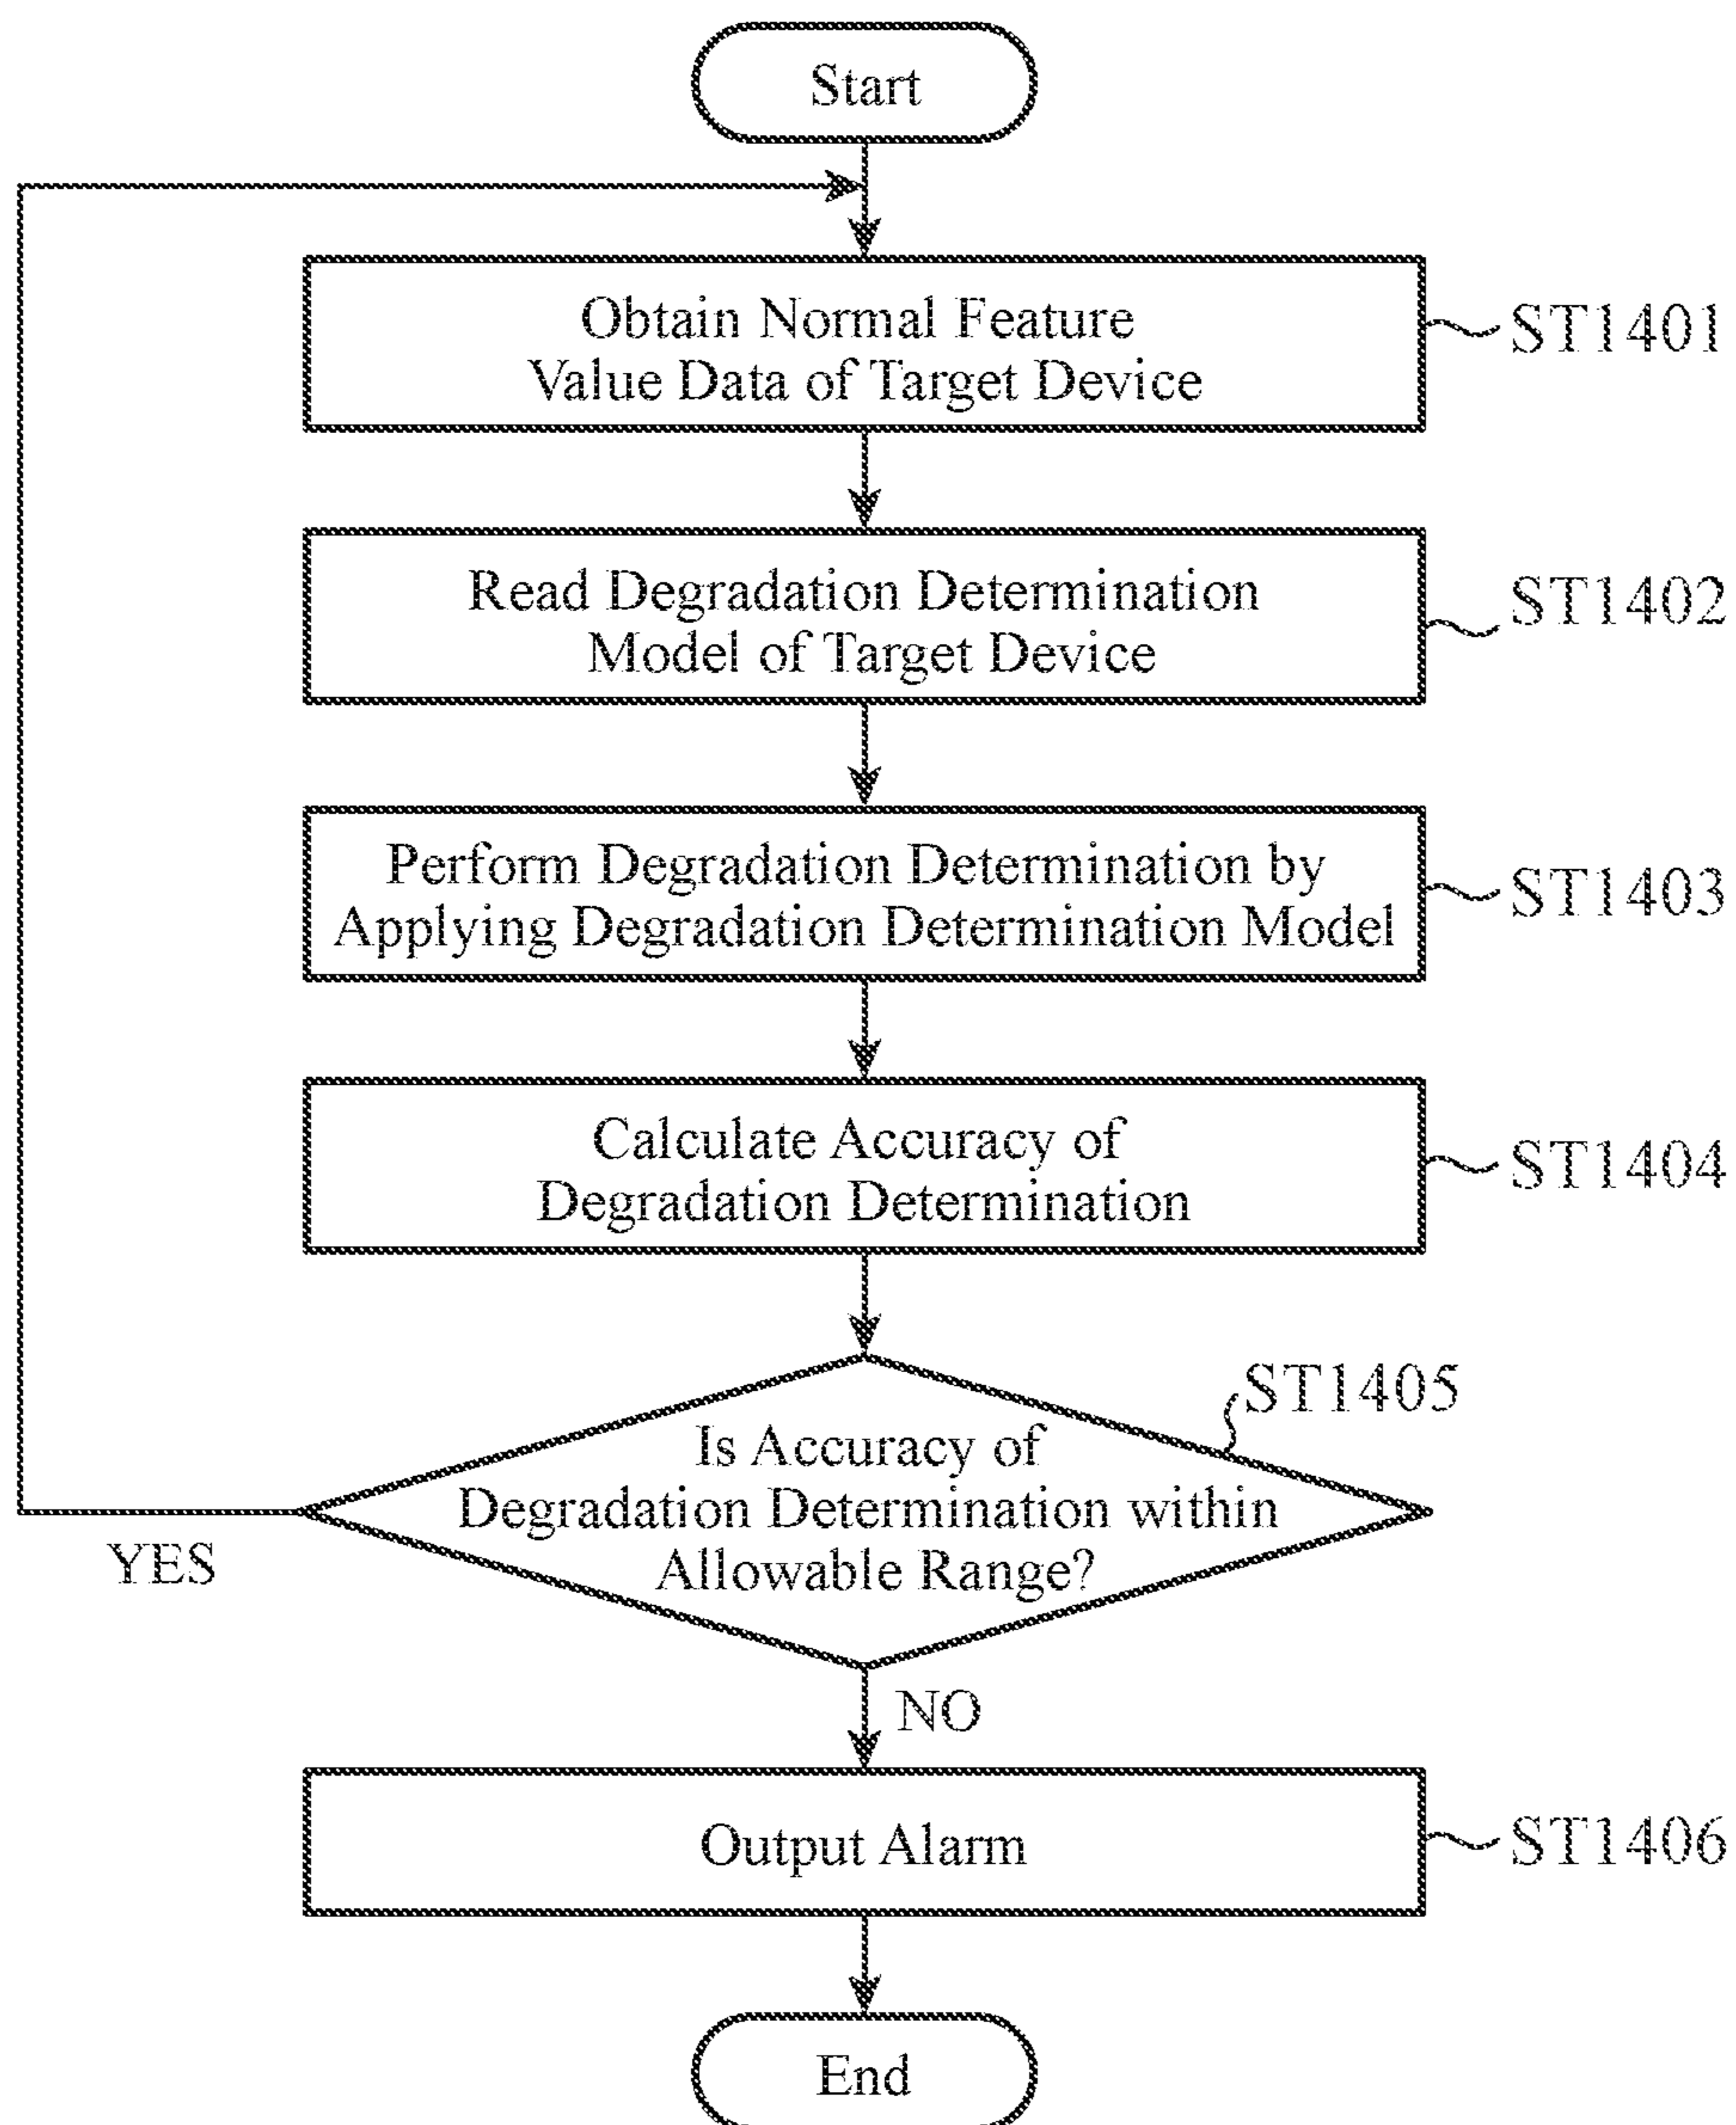 Start
Obtain Normal Feature
Value Data of Target Device
ST1401
Read Degradation Determination
Model of Target Device
ST1402
Perform Degradation Determination by
Applying Degradation Determination Model
ST1403
Calculate Accuracy of
Degradation Determination
ST1404
ST1405
Is Accuracy of
Degradation Determination within
Allowable Range?
YES
NO
Output Alarm
ST1406
End